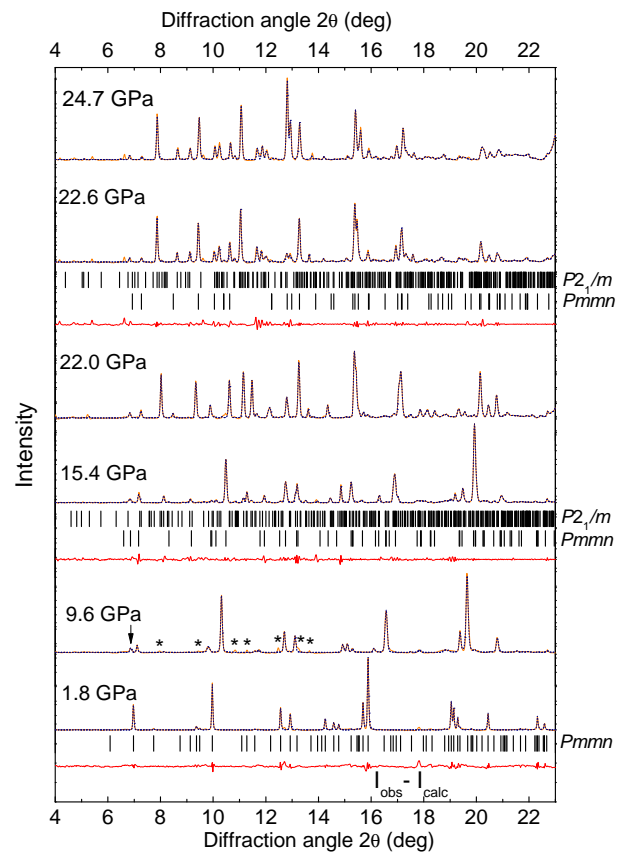 Diffraction angle 2θ (deg)
4 6 8 10 12 14 16 18 20 22
24.7 GPa
22.6 GPa
P2₁/m
Pmmn
22.0 GPa
Intensity
15.4 GPa
P2₁/m
Pmmn
9.6 GPa
* * * * * * *
1.8 GPa
Pmmn
I_obs - I_calc
4 6 8 10 12 14 16 18 20 22
Diffraction angle 2θ (deg)